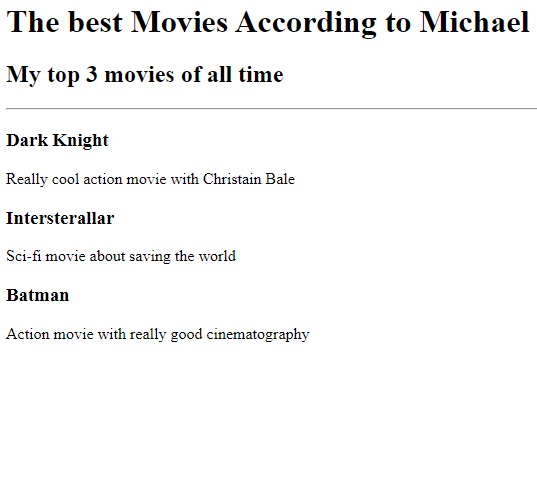 The best Movies According to Michael
My top 3 movies of all time
Dark Knight
Really cool action movie with Christain Bale
Intersterallar
Sci-fi movie about saving the world
Batman
Action movie with really good cinematography